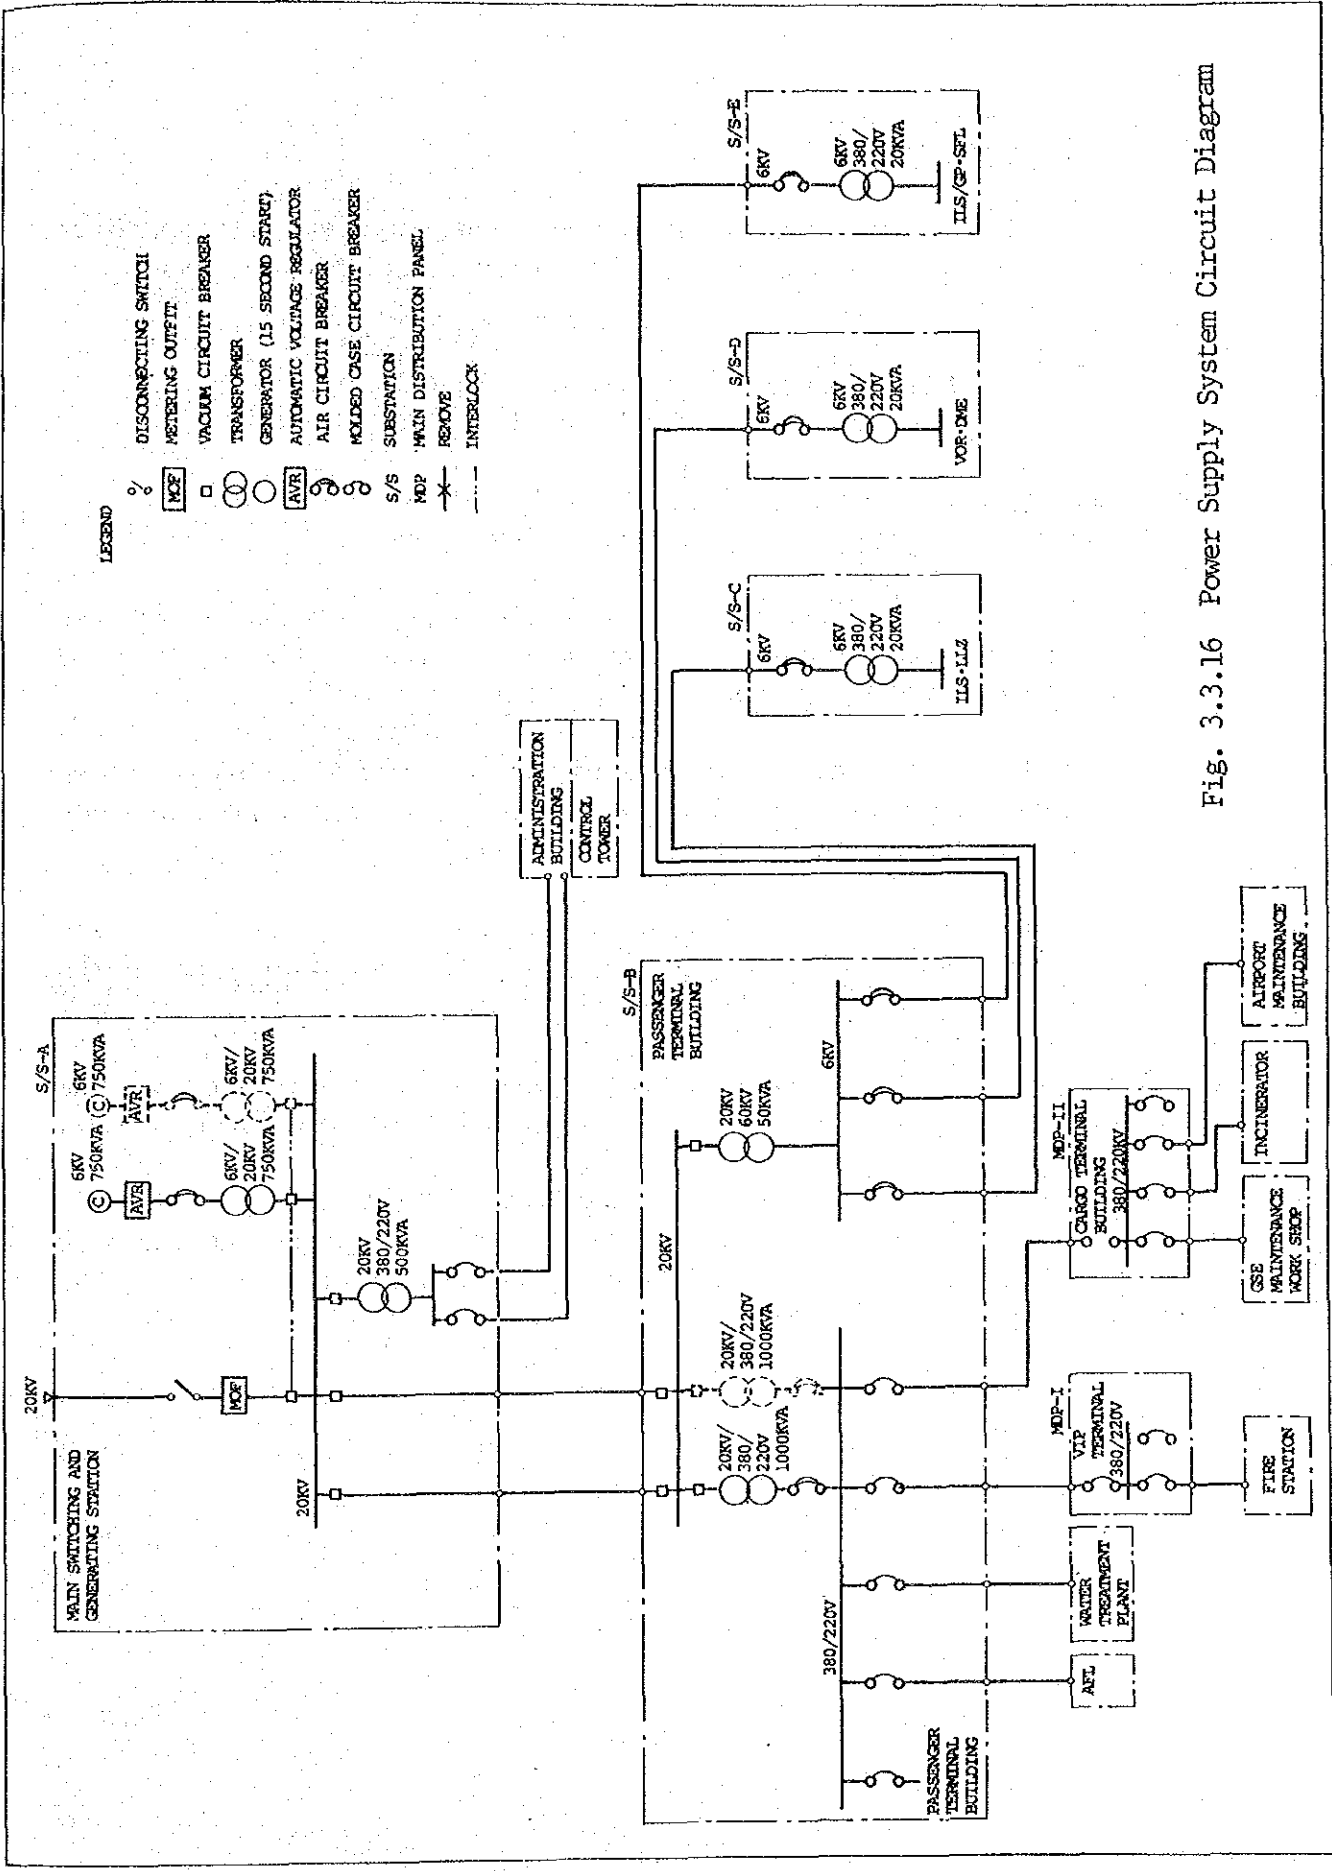 LEGEND
DISCONNECTING SWITCH
MOF METERING OUTFIT
VACUUM CIRCUIT BREAKER
TRANSFORMER
GENERATOR (15 SECOND START)
AVR AUTOMATIC VOLTAGE REGULATOR
AIR CIRCUIT BREAKER
MOLDED CASE CIRCUIT BREAKER
S/S SUBSTATION
MDP MAIN DISTRIBUTION PANEL
REMOVE
INTERLOCK
20KV
MAIN SWITCHING AND
GENERATING STATION
S/S-A
6KV
750KVA
G
AVR
6KV/
20KV
750KVA
6KV
750KVA
G
AVR
6KV/
20KV
750KVA
MOF
20KV
20KV
380/220V
500KVA
ADMINISTRATION
BUILDING
CONTROL
TOWER
S/S-B
PASSENGER
TERMINAL
BUILDING
20KV
20KV/
380/
220V
1000KVA
20KV/
380/220V
1000KVA
20KV
60KV
50KVA
6KV
380/220V
PASSENGER
TERMINAL
BUILDING
S/S-C
6KV
6KV
380/
220V
20KVA
ILS·LLZ
S/S-D
6KV
6KV
380/
220V
20KVA
VOR·DME
S/S-E
6KV
6KV
380/
220V
20KVA
ILS/GP·SFL
AFL
WATER
TREATMENT
PLANT
MDP-I
VIP
TERMINAL
380/220V
FIRE
STATION
MDP-II
CARGO TERMINAL
BUILDING
380/220KV
GSE
MAINTENANCE
WORK SHOP
INCINERATOR
AIRPORT
MAINTENANCE
BUILDING
Fig. 3.3.16 Power Supply System Circuit Diagram